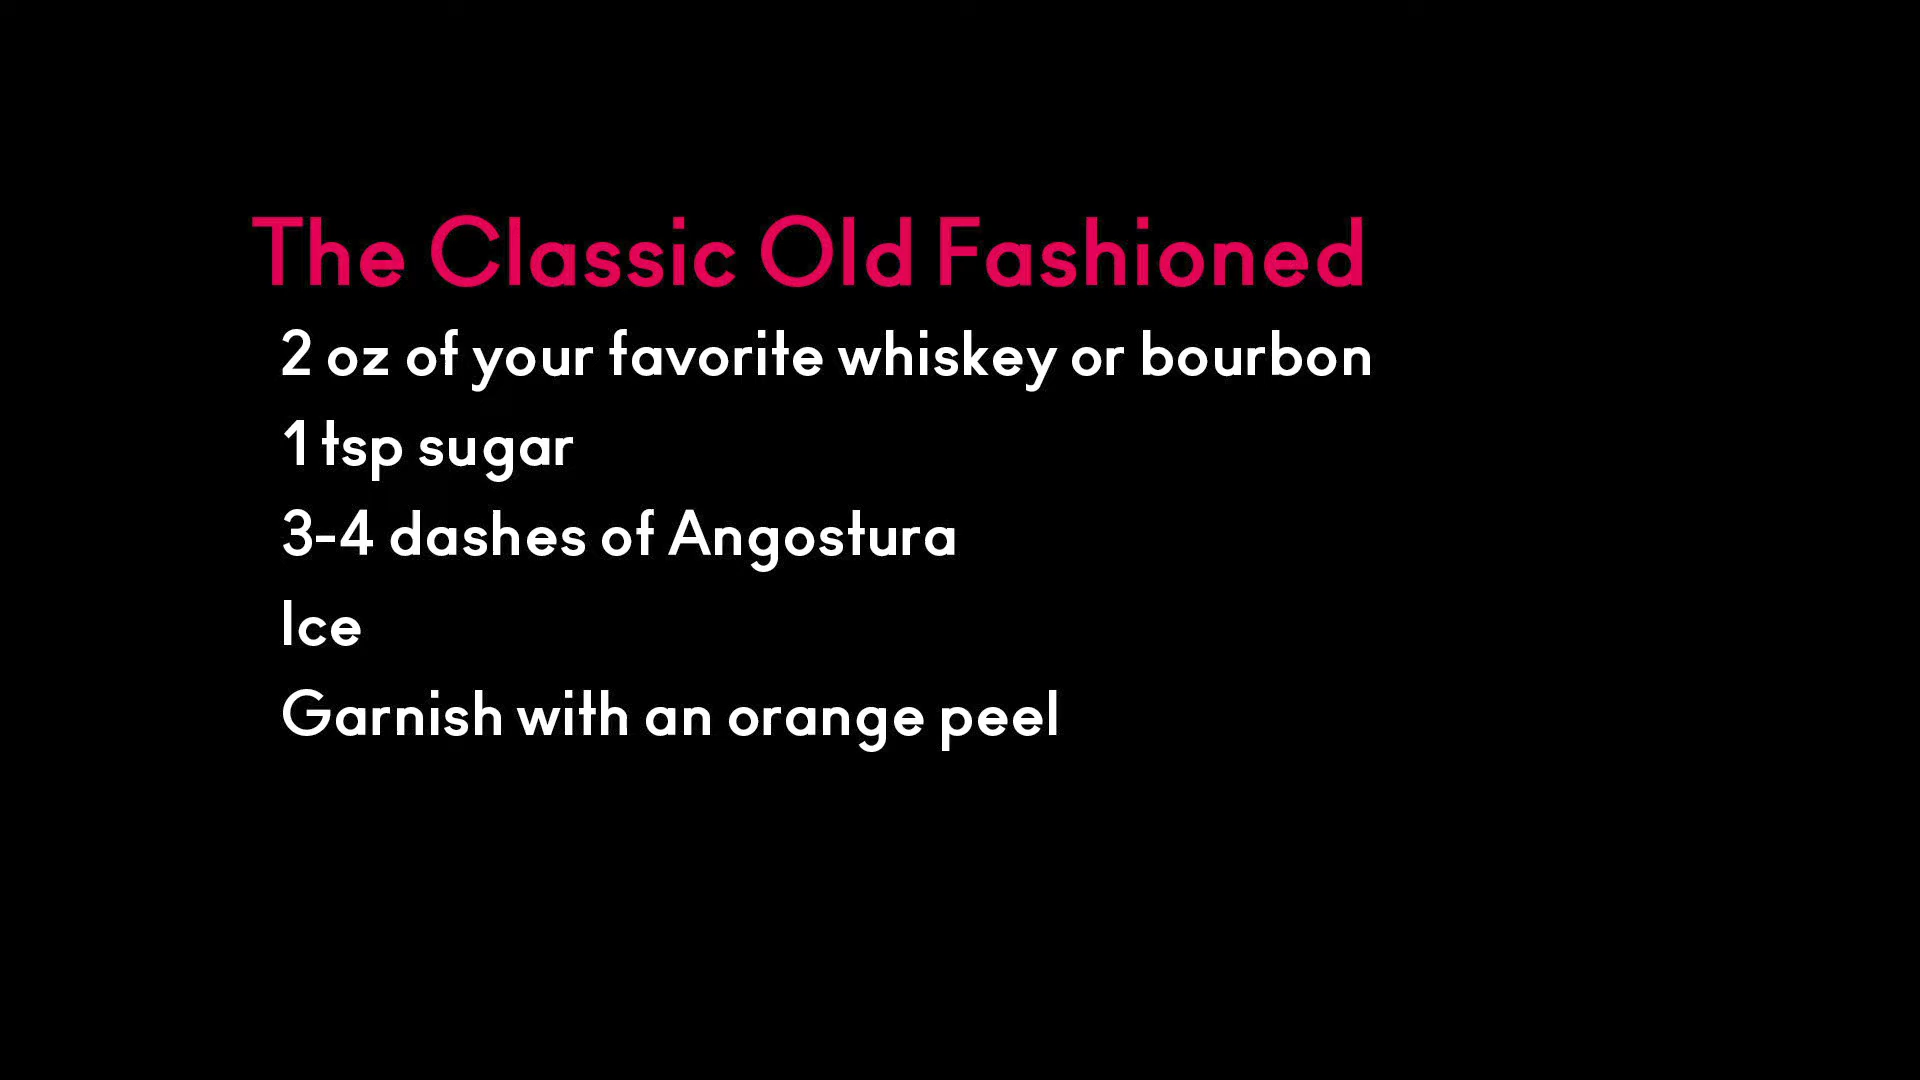 The Classic Old Fashioned
2 oz of your favorite whiskey or bourbon
1 tsp sugar
3-4 dashes of Angostura
Ice
Garnish with an orange peel